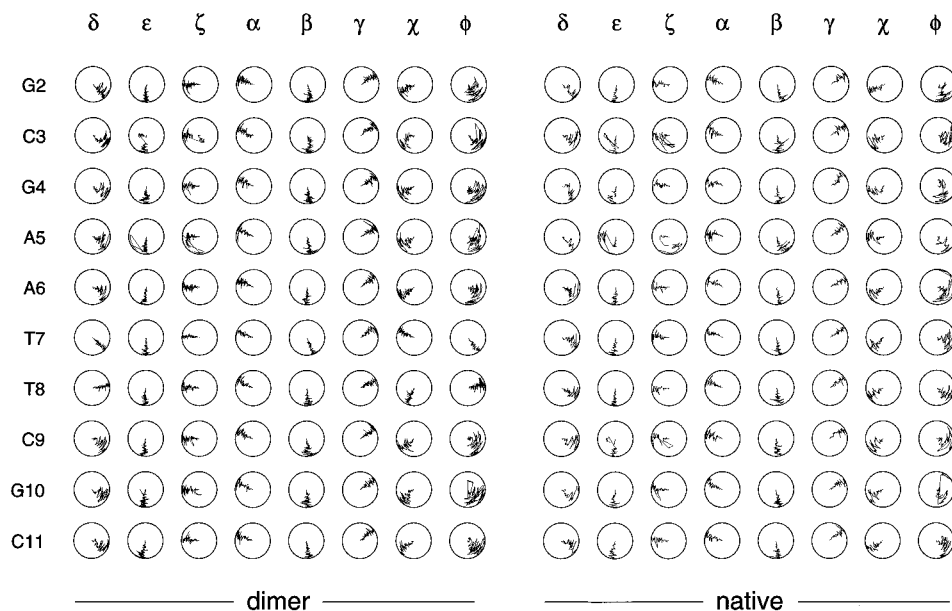 δ ε ζ α β γ χ ϕ δ ε ζ α β γ χ ϕ
G2
C3
G4
A5
A6
T7
T8
C9
G10
C11
dimer native